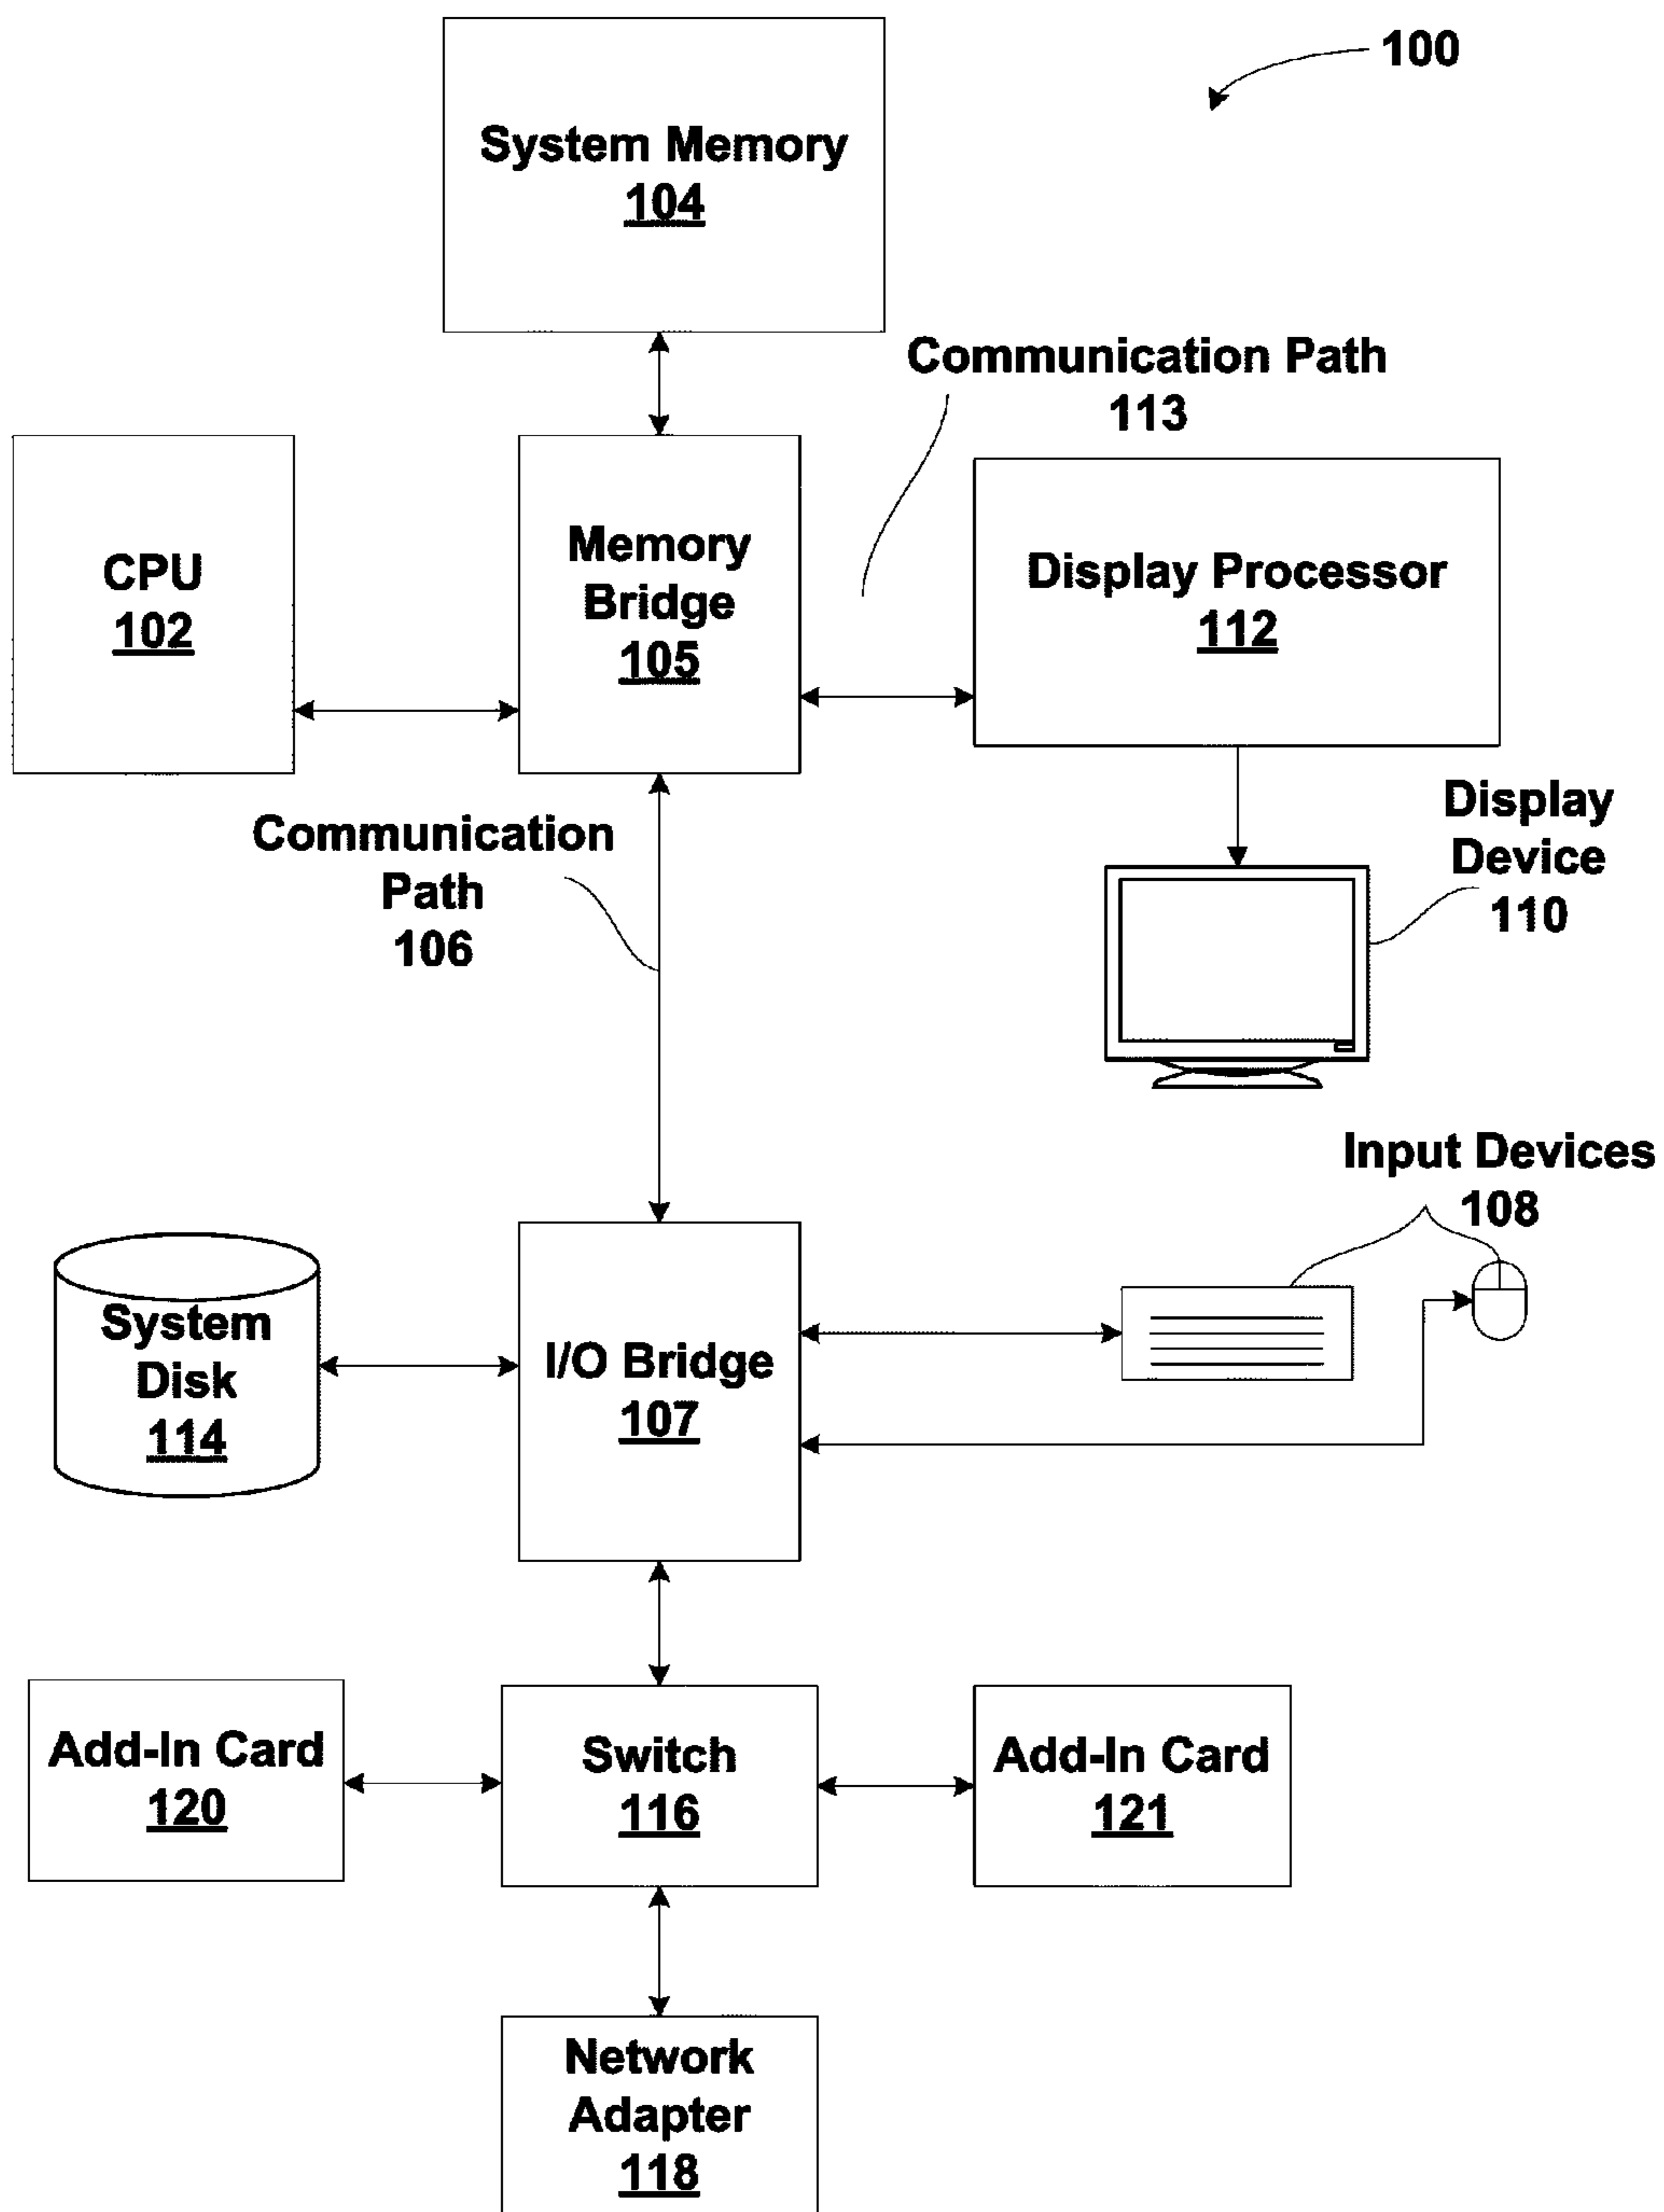 100
System Memory
104
Communication Path
113
CPU
102
Memory
Bridge
105
Display Processor
112
Communication
Path
106
Display
Device
110
Input Devices
108
System
Disk
114
I/O Bridge
107
Add-In Card
120
Switch
116
Add-In Card
121
Network
Adapter
118